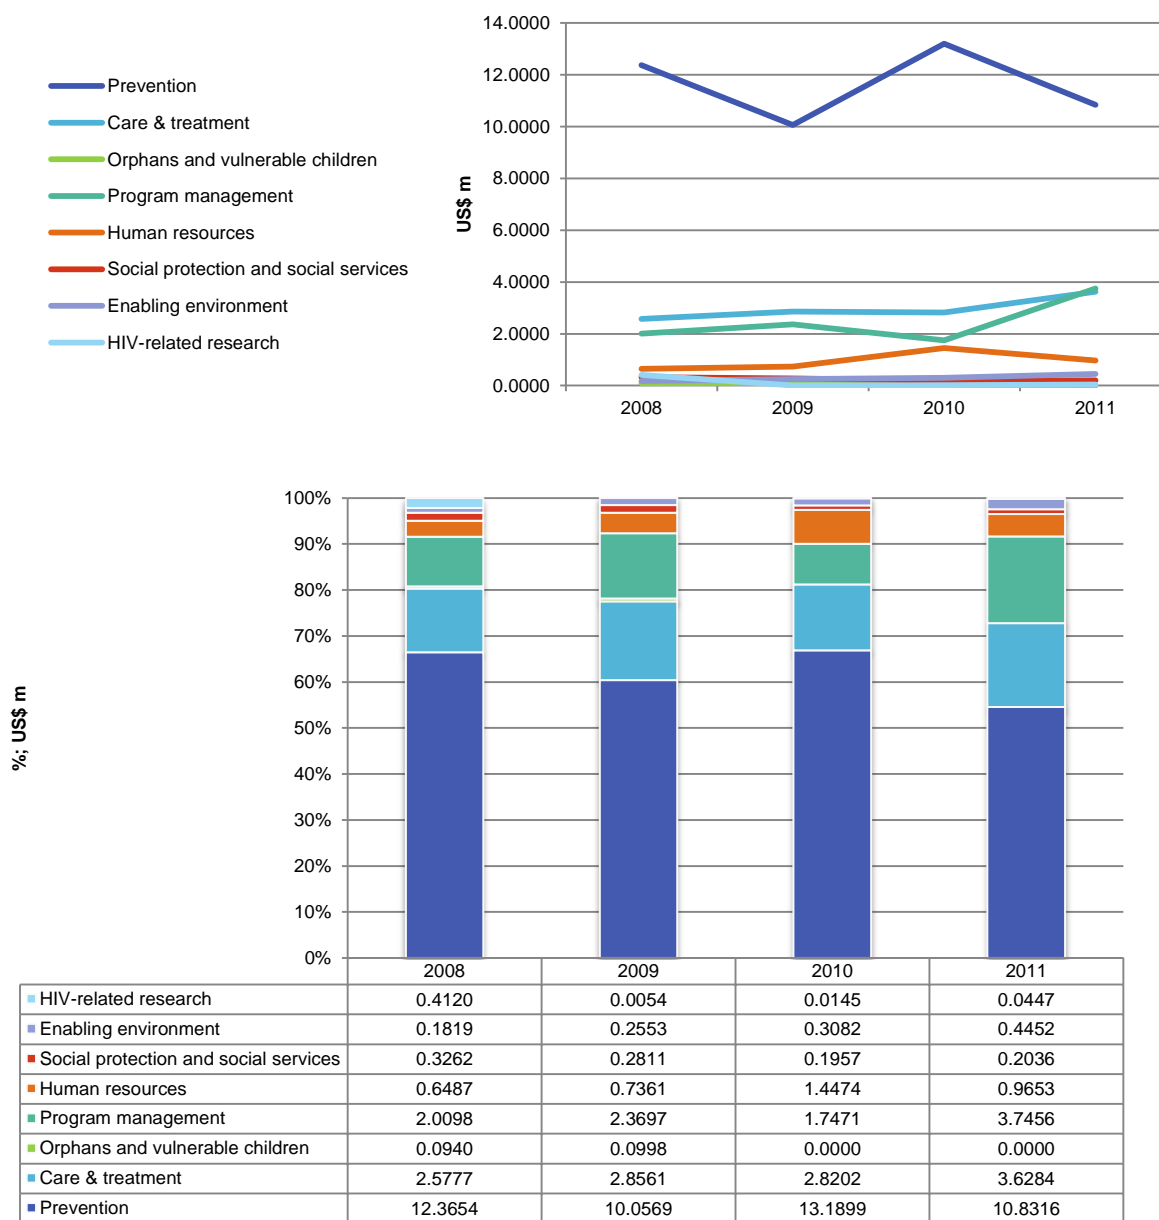 14.0000
12.0000
10.0000
8.0000
6.0000
4.0000
2.0000
0.0000
US$ m
2008 2009 2010 2011
Prevention
Care & treatment
Orphans and vulnerable children
Program management
Human resources
Social protection and social services
Enabling environment
HIV-related research
100%
90%
80%
70%
60%
50%
40%
30%
20%
10%
0%
%; US$ m
2008 2009 2010 2011
HIV-related research 0.4120 0.0054 0.0145 0.0447
Enabling environment 0.1819 0.2553 0.3082 0.4452
Social protection and social services 0.3262 0.2811 0.1957 0.2036
Human resources 0.6487 0.7361 1.4474 0.9653
Program management 2.0098 2.3697 1.7471 3.7456
Orphans and vulnerable children 0.0940 0.0998 0.0000 0.0000
Care & treatment 2.5777 2.8561 2.8202 3.6284
Prevention 12.3654 10.0569 13.1899 10.8316